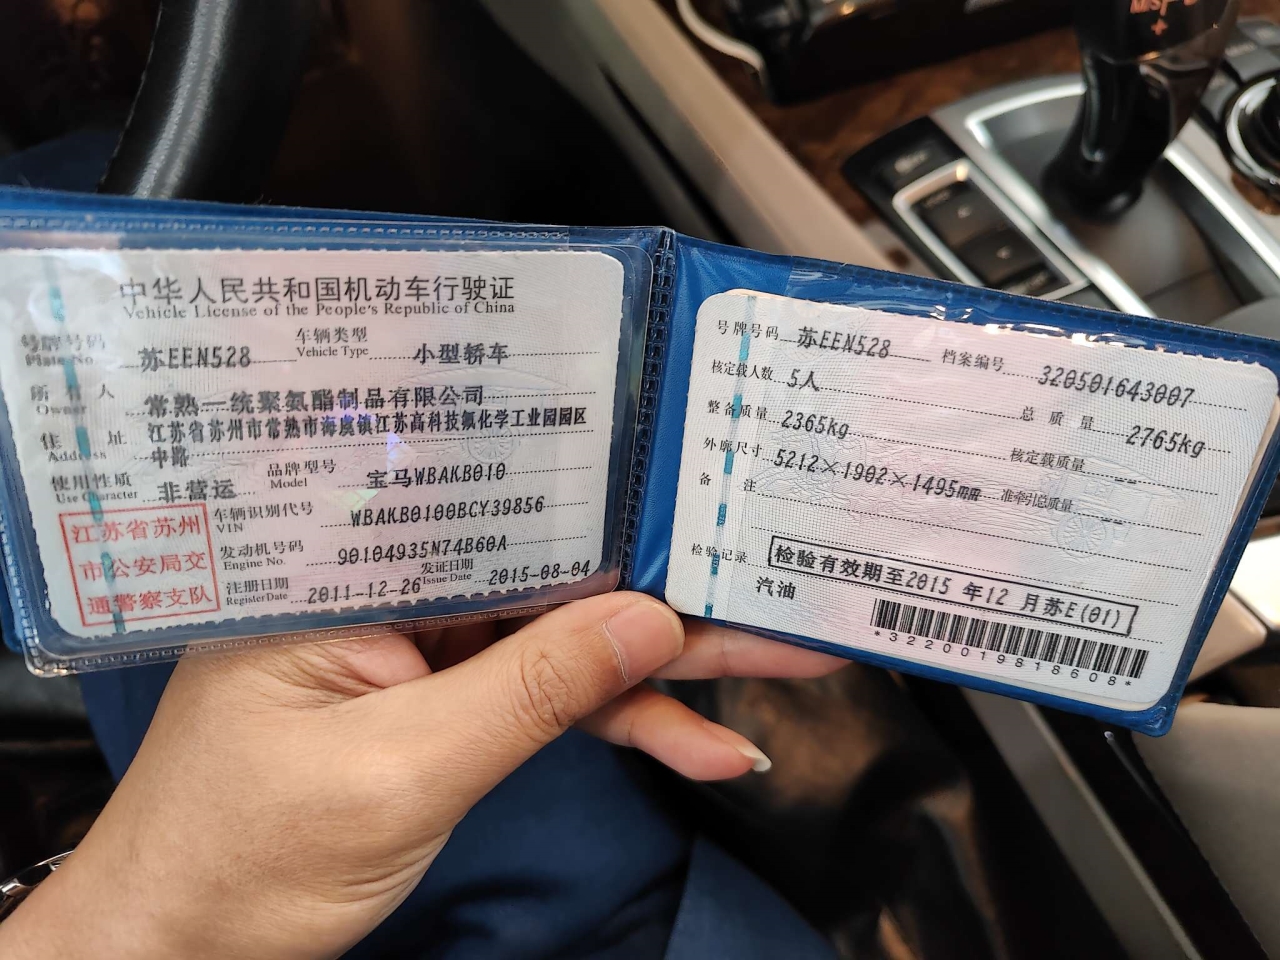 中华人民共和国机动车行驶证
Vehicle License of the People's Republic of China
号牌号码 苏EEN528 车辆类型 小型轿车
Plate No. Vehicle Type
所有人 常熟一统聚氨酯制品有限公司
Owner
住址 江苏省苏州市常熟市海虞镇江苏高科技氟化学工业园园区
Address 中路
使用性质 非营运 品牌型号 宝马WBAKB010
Use Character Model
江苏省苏州
市公安局交
通警察支队
车辆识别代号 WBAKB0100BCY39856
VIN
发动机号码 90104935N74B60A
Engine No.
注册日期 2011-12-26 发证日期 2015-08-04
Register Date Issue Date
号牌号码 苏EEN528 档案编号 320501643007
核定载人数 5人 总质量 2765kg
整备质量 2365kg 核定载质量 --
外廓尺寸 5212×1902×1495mm 准牵引总质量 --
备注
检验记录 检验有效期至2015 年12 月苏E(01)
汽油
*3220019818608*